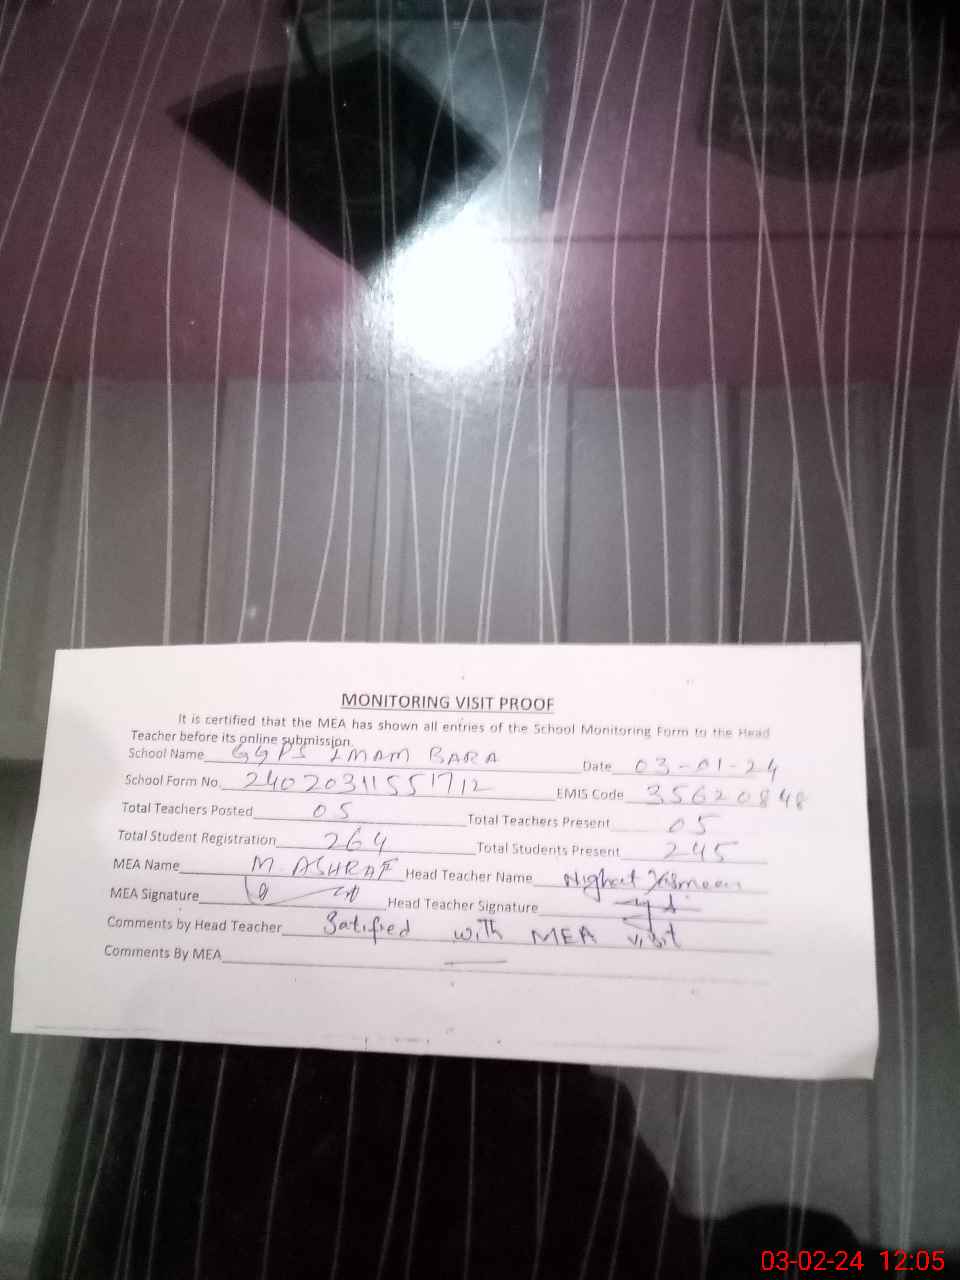 MONITORING VISIT PROOF
It is certified that the MEA has shown all entries of the School Monitoring Form to the Head
Teacher before its online submission.
School Name GGPS IMAM BARA Date 03-01-24
School Form No. 24020311551712 EMIS Code 35620848
Total Teachers Posted 05 Total Teachers Present 05
Total Student Registration 264 Total Students Present 245
MEA Name M. ASHRAF Head Teacher Name Nighat Yasmeen
MEA Signature Head Teacher Signature
Comments by Head Teacher Satified with MEA visit
Comments By MEA —
03-02-24 12:05